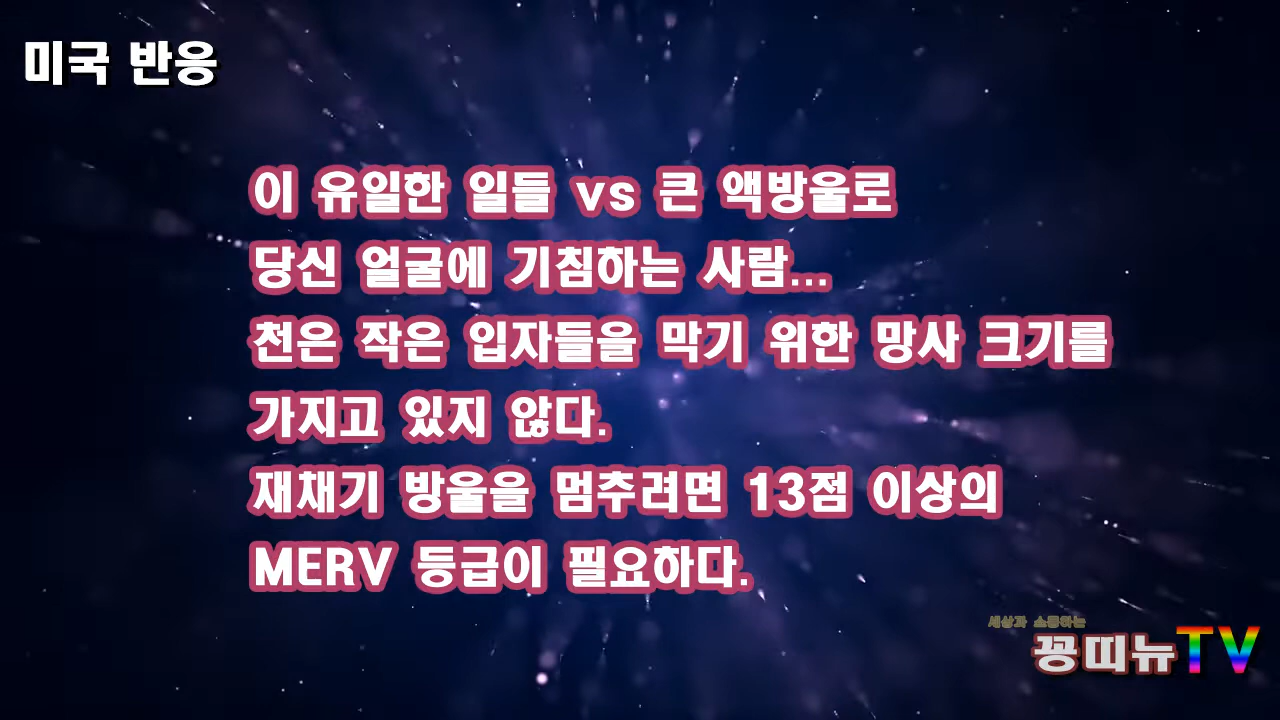 미국 반응
이 유일한 일들 vs 큰 액방울로
당신 얼굴에 기침하는 사람...
천은 작은 입자들을 막기 위한 망사 크기를
가지고 있지 않다.
재채기 방울을 멈추려면 13점 이상의
MERV 등급이 필요하다.
세상과 소통하는
꽁띠뉴TV